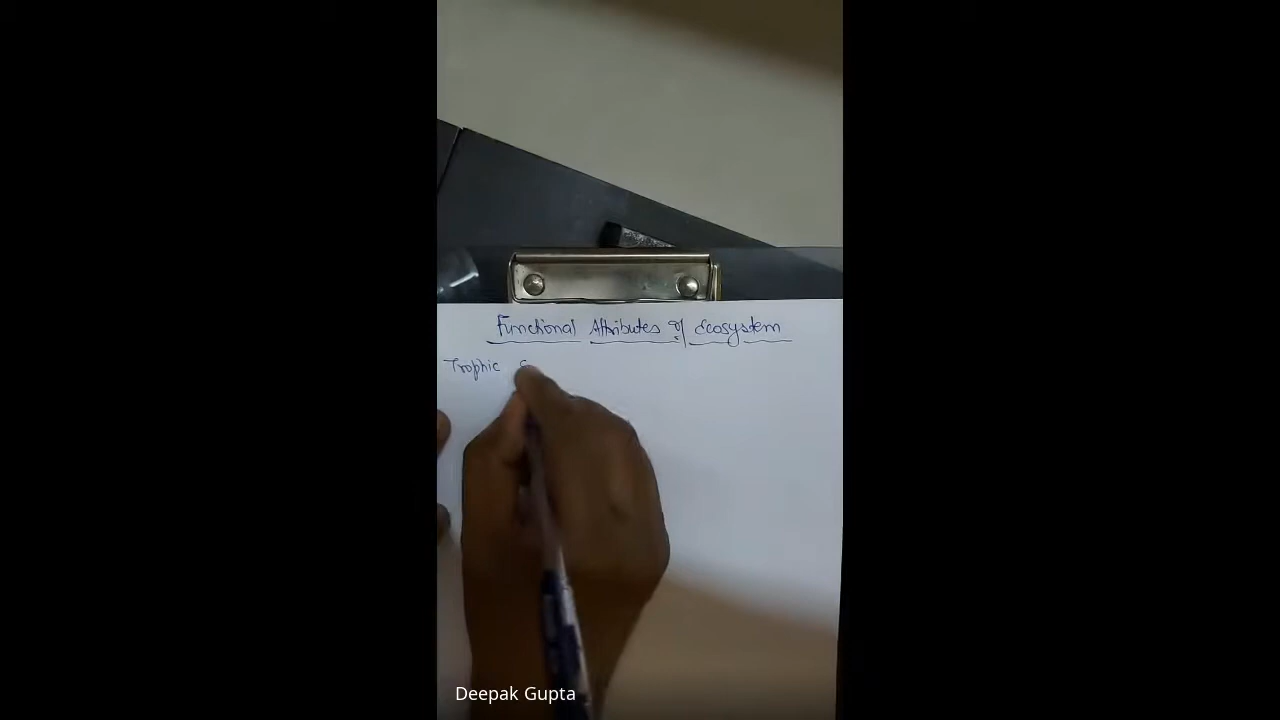 Functional Attributes of Ecosystem
Trophic S
Deepak Gupta